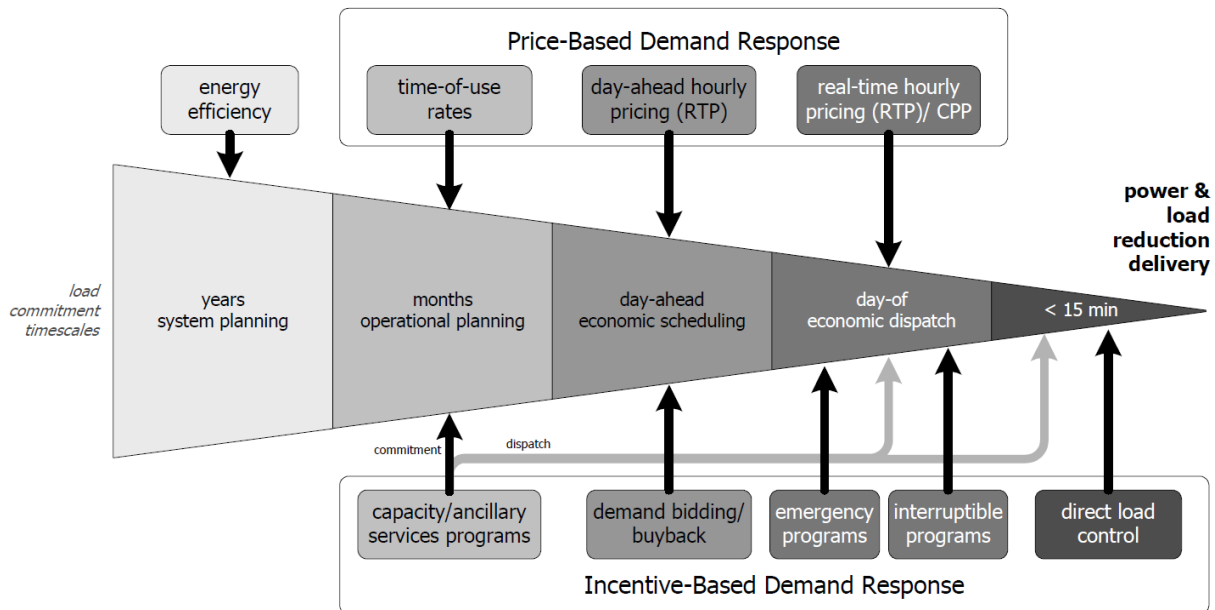 Price-Based Demand Response
energy
efficiency
time-of-use
rates
day-ahead hourly
pricing (RTP)
real-time hourly
pricing (RTP)/ CPP
power &
load
reduction
delivery
load
commitment
timescales
years
system planning
months
operational planning
day-ahead
economic scheduling
day-of
economic dispatch
< 15 min
commitment
dispatch
capacity/ancillary
services programs
demand bidding/
buyback
emergency
programs
interruptible
programs
direct load
control
Incentive-Based Demand Response